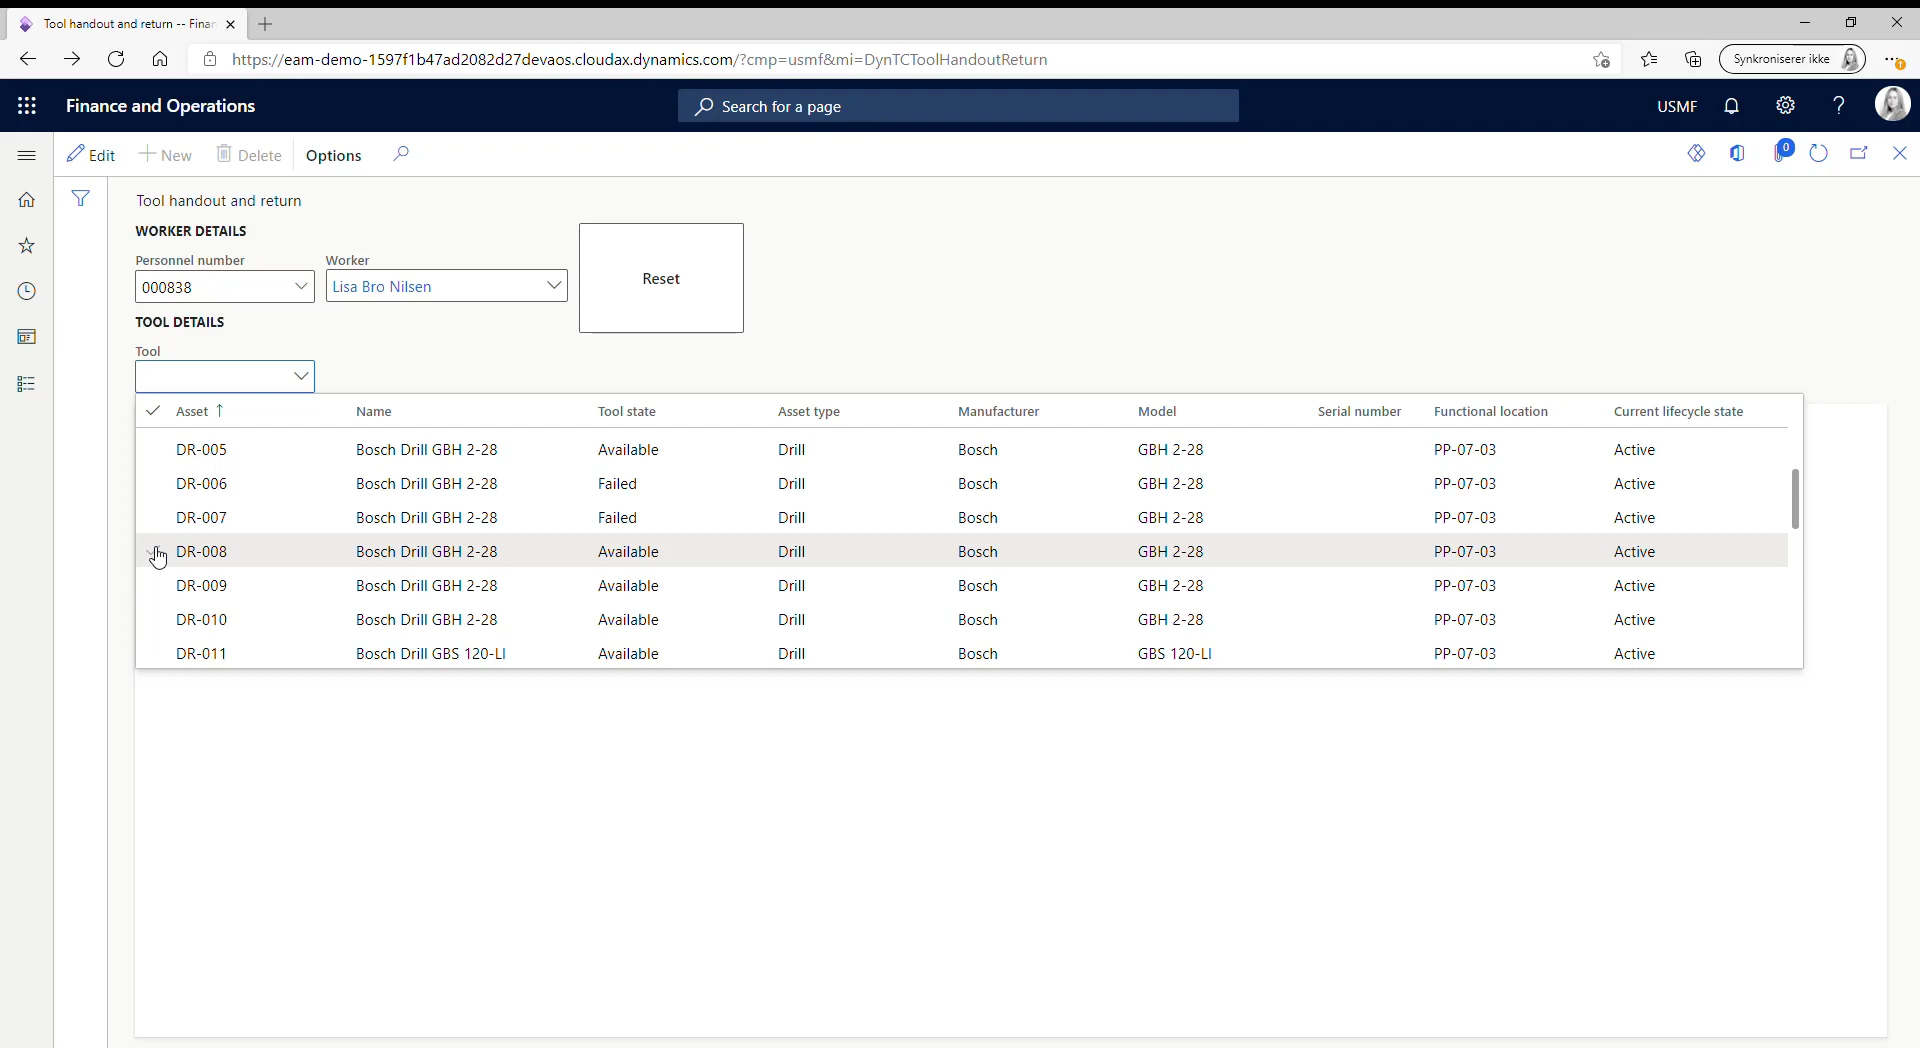 Tool handout and return -- Finan
https://eam-demo-1597f1b47ad2082d27devaos.cloudax.dynamics.com/?cmp=usmf&mi=DynTCToolHandoutReturn
Synkroniserer ikke
Finance and Operations
Search for a page
USMF
Edit
New
Delete
Options
0
Tool handout and return
WORKER DETAILS
Personnel number Worker
000838 Lisa Bro Nilsen
Reset
TOOL DETAILS
Tool
Asset Name Tool state Asset type Manufacturer Model Serial number Functional location Current lifecycle state
DR-005 Bosch Drill GBH 2-28 Available Drill Bosch GBH 2-28 PP-07-03 Active
DR-006 Bosch Drill GBH 2-28 Failed Drill Bosch GBH 2-28 PP-07-03 Active
DR-007 Bosch Drill GBH 2-28 Failed Drill Bosch GBH 2-28 PP-07-03 Active
DR-008 Bosch Drill GBH 2-28 Available Drill Bosch GBH 2-28 PP-07-03 Active
DR-009 Bosch Drill GBH 2-28 Available Drill Bosch GBH 2-28 PP-07-03 Active
DR-010 Bosch Drill GBH 2-28 Available Drill Bosch GBH 2-28 PP-07-03 Active
DR-011 Bosch Drill GBS 120-LI Available Drill Bosch GBS 120-LI PP-07-03 Active